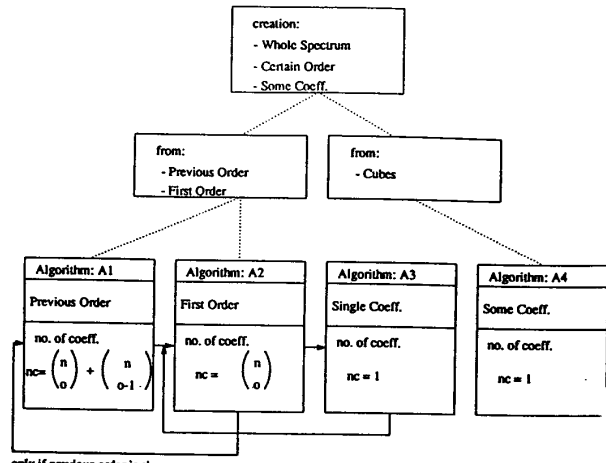 creation:
- Whole Spectrum
- Certain Order
- Some Coeff.
from:
- Previous Order
- First Order
from:
- Cubes
Algorithm: A1
Previous Order
no. of coeff.
nc= ( n o ) + ( n o-1 )
Algorithm: A2
First Order
no. of coeff.
nc = ( n o )
Algorithm: A3
Single Coeff.
no. of coeff.
nc = 1
Algorithm: A4
Some Coeff.
no. of coeff.
nc = 1
only if previous order is